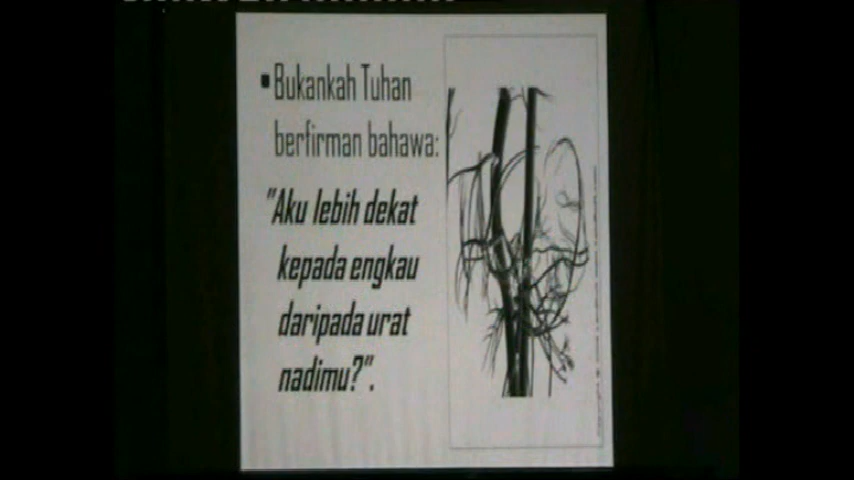 ▪ Bukankah Tuhan
berfirman bahawa:
"Aku lebih dekat
kepada engkau
daripada urat
nadimu?".